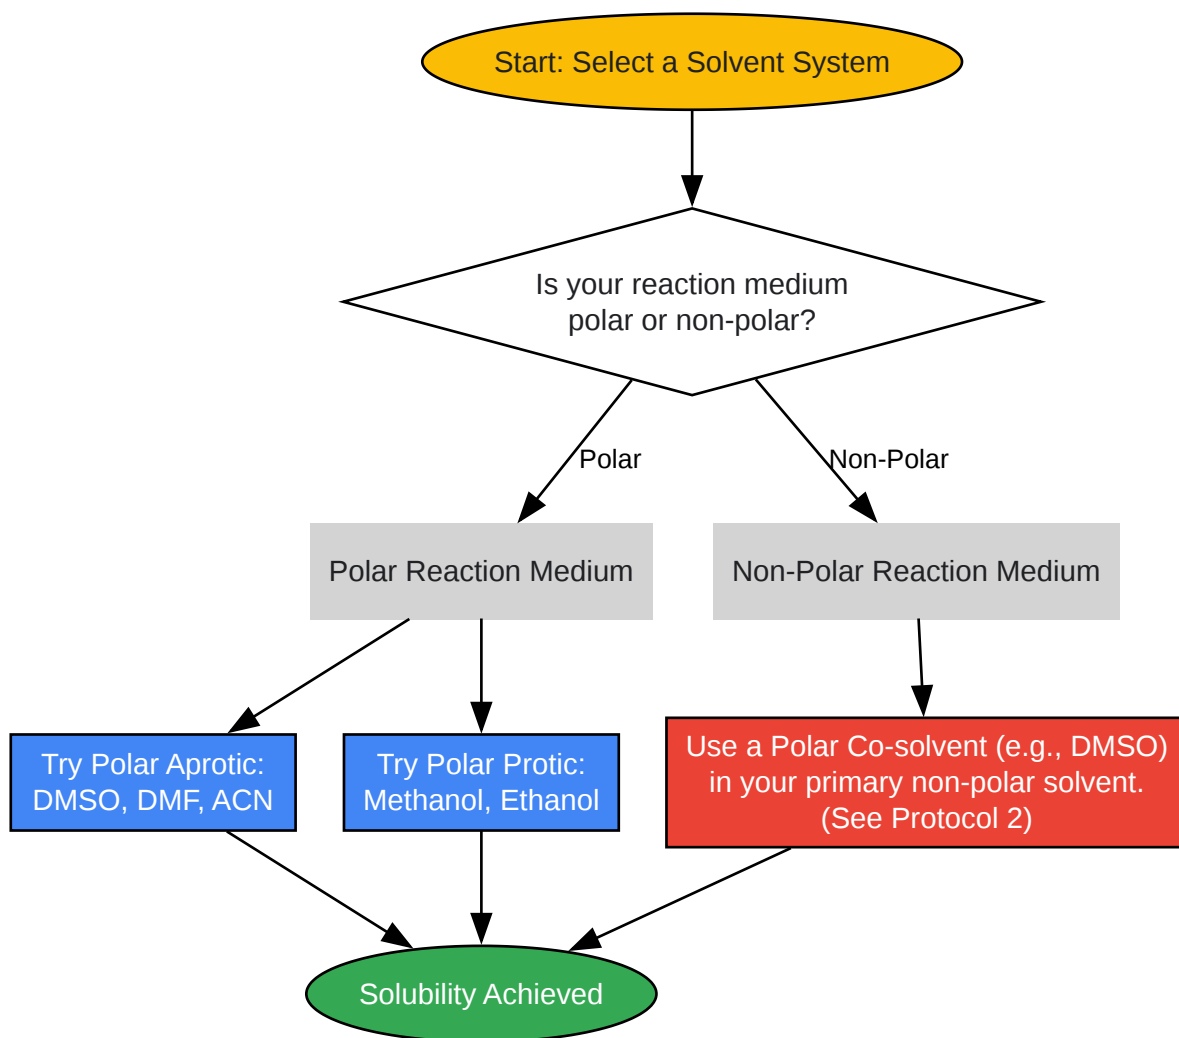 Start: Select a Solvent System
Is your reaction medium
polar or non-polar?
Polar
Non-Polar
Polar Reaction Medium
Non-Polar Reaction Medium
Try Polar Aprotic:
DMSO, DMF, ACN
Try Polar Protic:
Methanol, Ethanol
Use a Polar Co-solvent (e.g., DMSO)
in your primary non-polar solvent.
(See Protocol 2)
Solubility Achieved